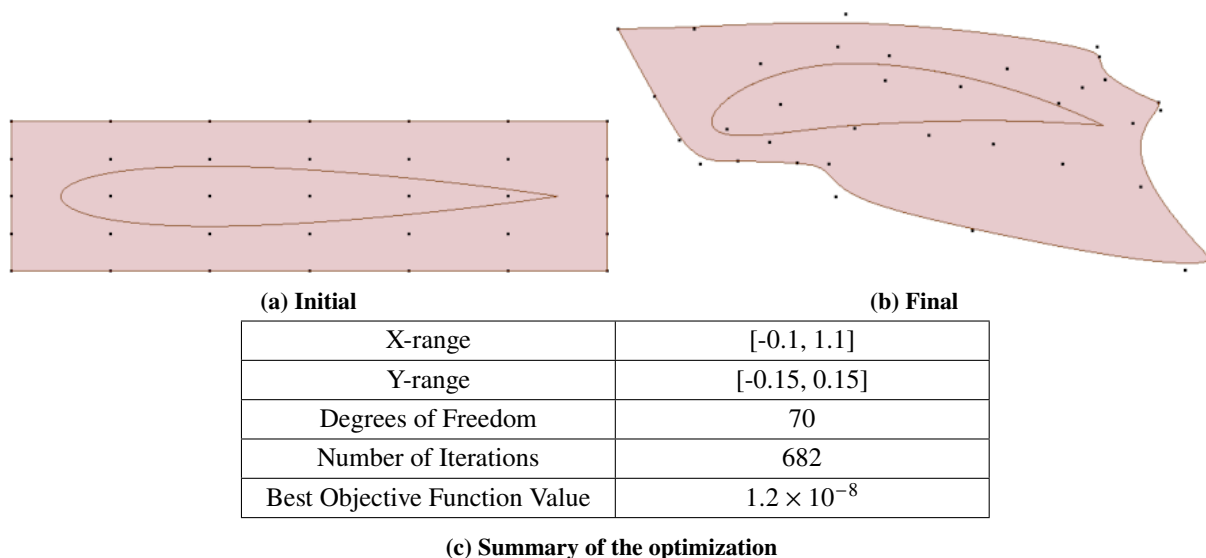 (a) Initial
(b) Final
X-range [-0.1, 1.1]
Y-range [-0.15, 0.15]
Degrees of Freedom 70
Number of Iterations 682
Best Objective Function Value 1.2 × 10⁻⁸
(c) Summary of the optimization